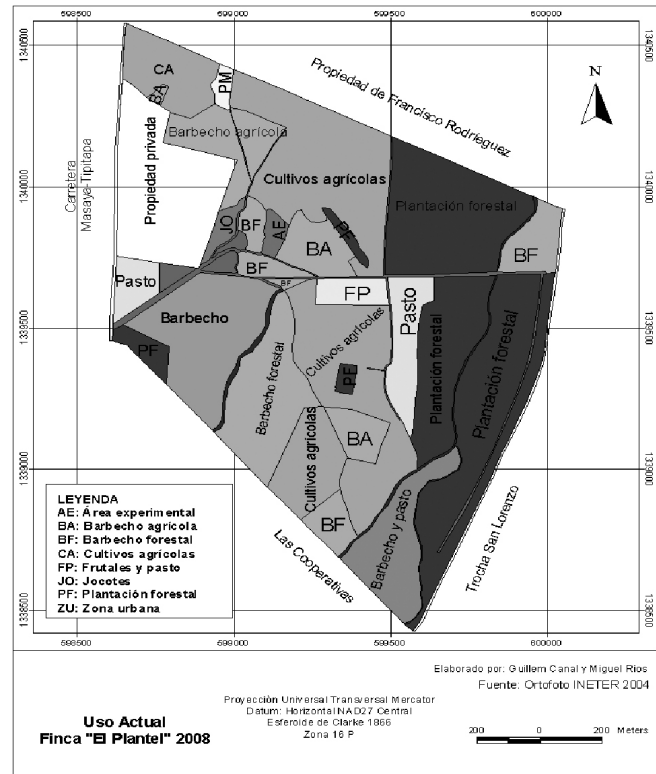 598500 599000 599500 600000
1340500
1340500
CA
BA
PM
Propiedad de Francisco Rodríeguez
N
Barbecho agrícola
Carretera
Masaya-Tipitapa
Propiedad privada
Cultivos agrícolas
1340000
1340000
Plantación forestal
JO
BF
AE
BA
PF
BF
BF
Pasto
BF
FP
Pasto
Barbecho
1339500
1339500
PF
Cultivos agrícolas
Barbecho forestal
PF
Plantación forestal
Plantación forestal
BA
Cultivos agrícolas
1339000
1339000
BF
Barbecho y pasto
Las Cooperativas
Trocha San Lorenzo
LEYENDA
AE: Área experimental
BA: Barbecho agrícola
BF: Barbecho forestal
CA: Cultivos agrícolas
FP: Frutales y pasto
JO: Jocotes
PF: Plantación forestal
ZU: Zona urbana
1338500
1338500
598500 599000 599500 600000
Elaborado por: Guillem Canal y Miguel Rios
Fuente: Ortofoto INETER 2004
Proyección Universal Transversal Mercator
Datum: Horizontal NAD27 Central
Esferoide de Clarke 1866
Zona 16 P
Uso Actual
Finca "El Plantel" 2008
200 0 200 Meters